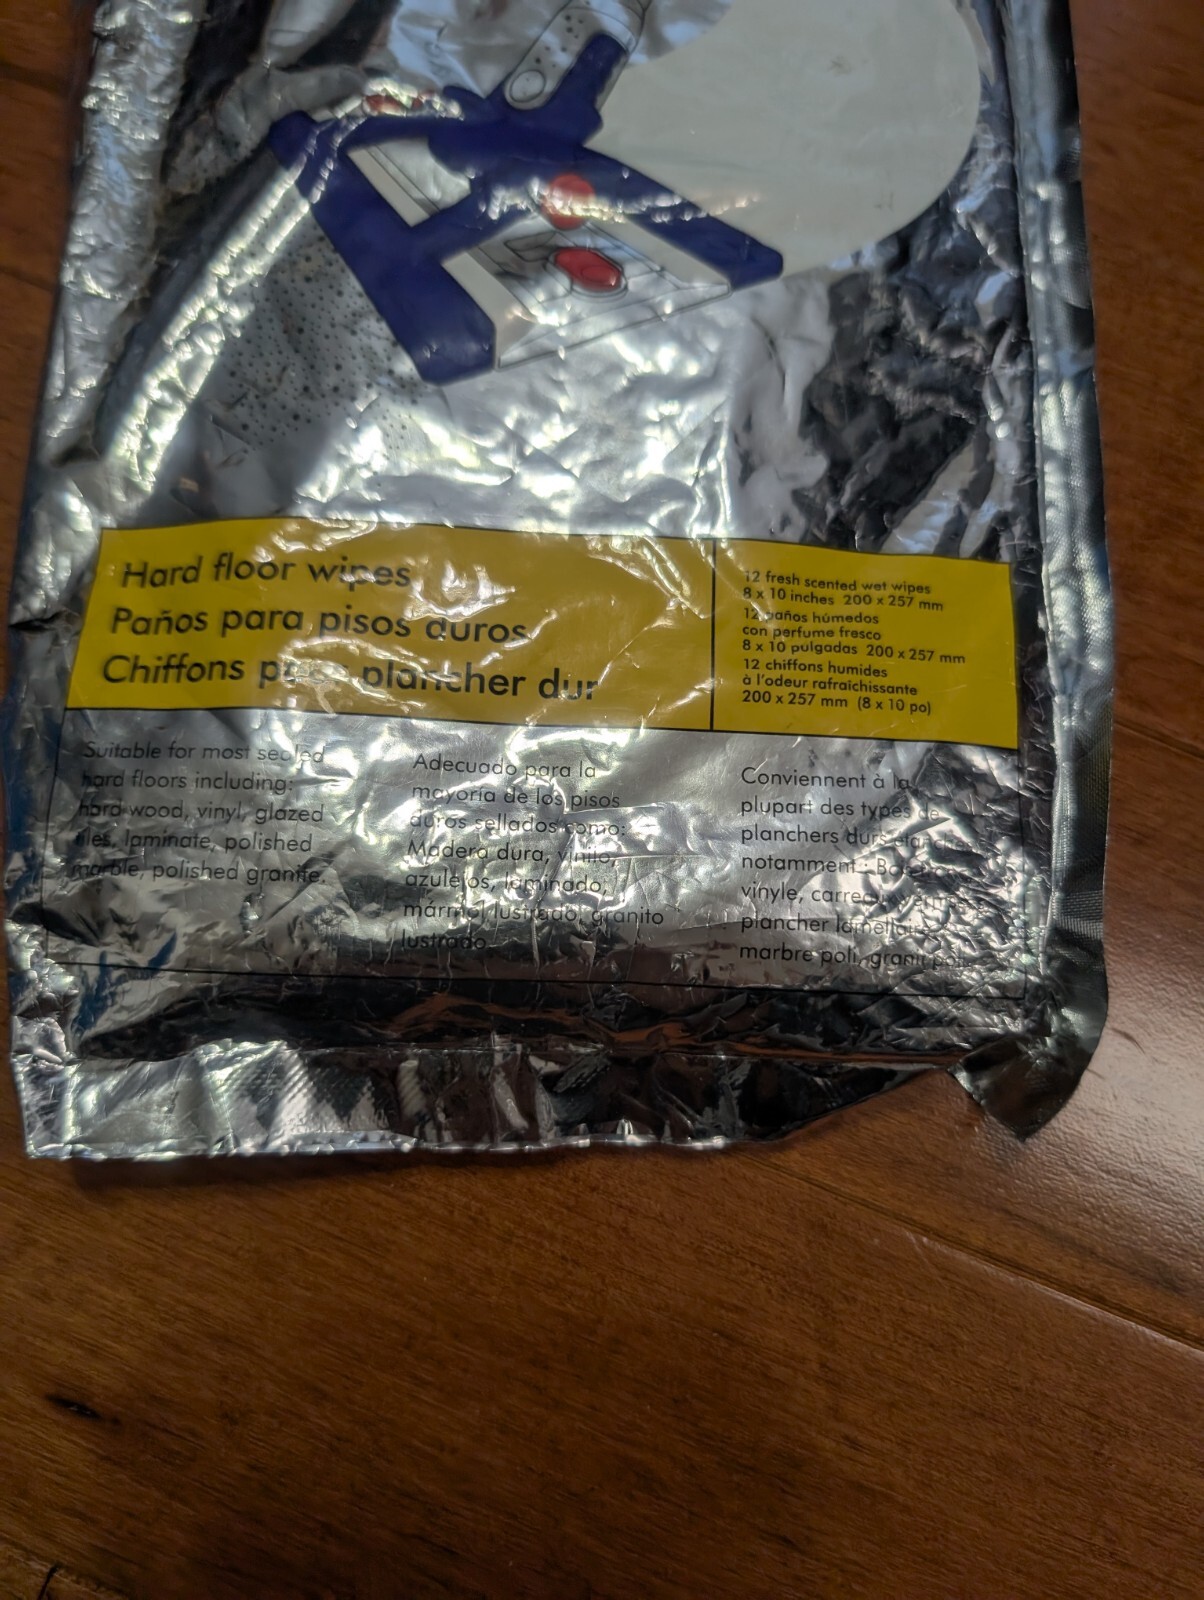 Hard floor wipes
Paños para pisos duros
Chiffons pour plancher dur
12 fresh scented wet wipes
8 x 10 inches 200 x 257 mm
12 paños húmedos
con perfume fresco
8 x 10 pulgadas 200 x 257 mm
12 chiffons humides
à l'odeur rafraîchissante
200 x 257 mm (8 x 10 po)
Suitable for most sealed
hard floors including:
hard wood, vinyl, glazed
tiles, laminate, polished
marble, polished granite.
Adecuado para la
mayoría de los pisos
duros sellados como:
Madera dura, vinilo,
azulejos, laminado,
mármol lustrado, granito
lustrado
Conviennent à la
plupart des types de
planchers durs
notamment :
vinyle,
plancher
marbre poli, granit